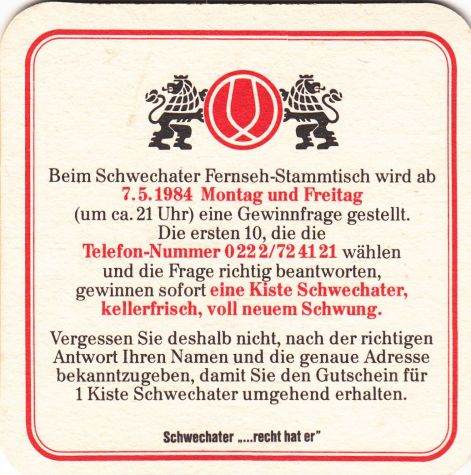 Beim Schwechater Fernseh-Stammtisch wird ab
7.5.1984 Montag und Freitag
(um ca. 21 Uhr) eine Gewinnfrage gestellt.
Die ersten 10, die die
Telefon-Nummer 0222/72 41 21 wählen
und die Frage richtig beantworten,
gewinnen sofort eine Kiste Schwechater,
kellerfrisch, voll neuem Schwung.
Vergessen Sie deshalb nicht, nach der richtigen
Antwort Ihren Namen und die genaue Adresse
bekanntzugeben, damit Sie den Gutschein für
1 Kiste Schwechater umgehend erhalten.
Schwechater „...recht hat er"